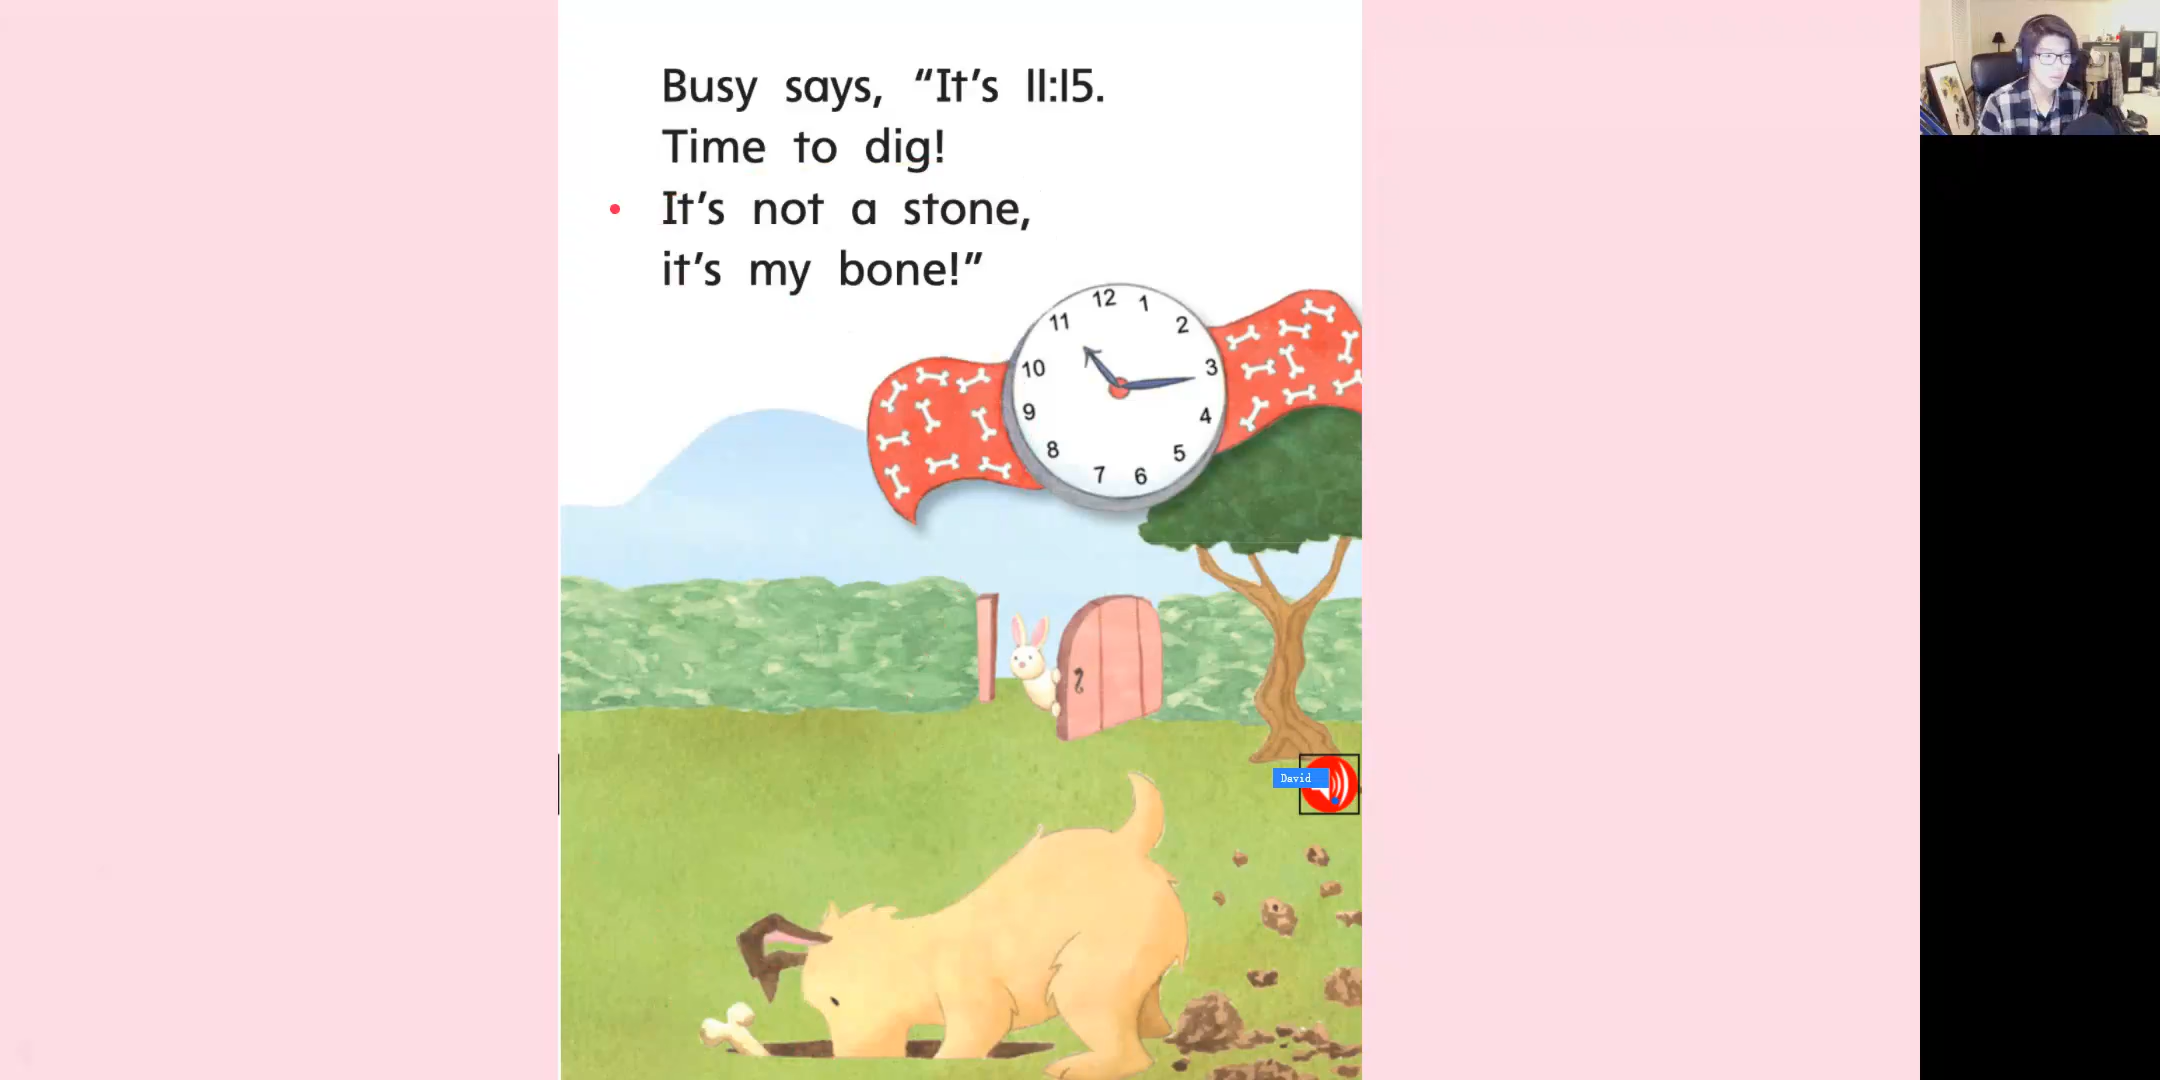 Busy says, “It’s 11:15.
Time to dig!
It’s not a stone,
it’s my bone!”
12
1
11
2
10
3
9
4
8
5
7
6
David